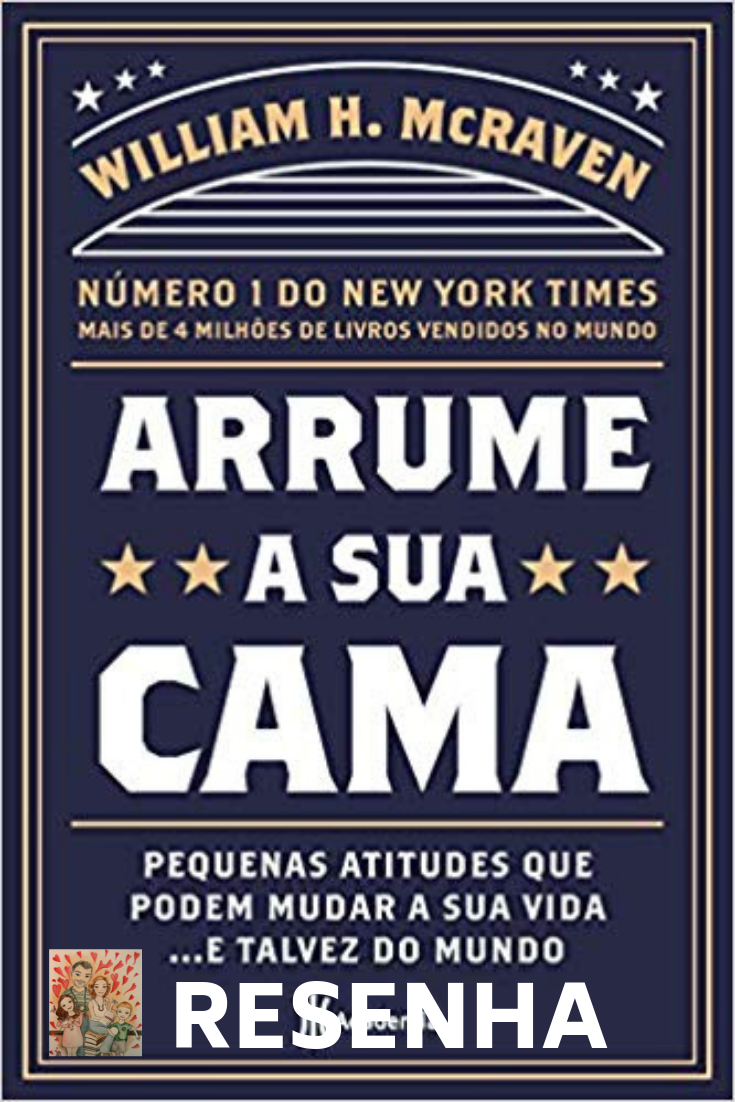 WILLIAM H. McRAVEN
NÚMERO 1 DO NEW YORK TIMES
MAIS DE 4 MILHÕES DE LIVROS VENDIDOS NO MUNDO
ARRUME
A SUA
CAMA
PEQUENAS ATITUDES QUE
PODEM MUDAR A SUA VIDA
...E TALVEZ DO MUNDO
RESENHA